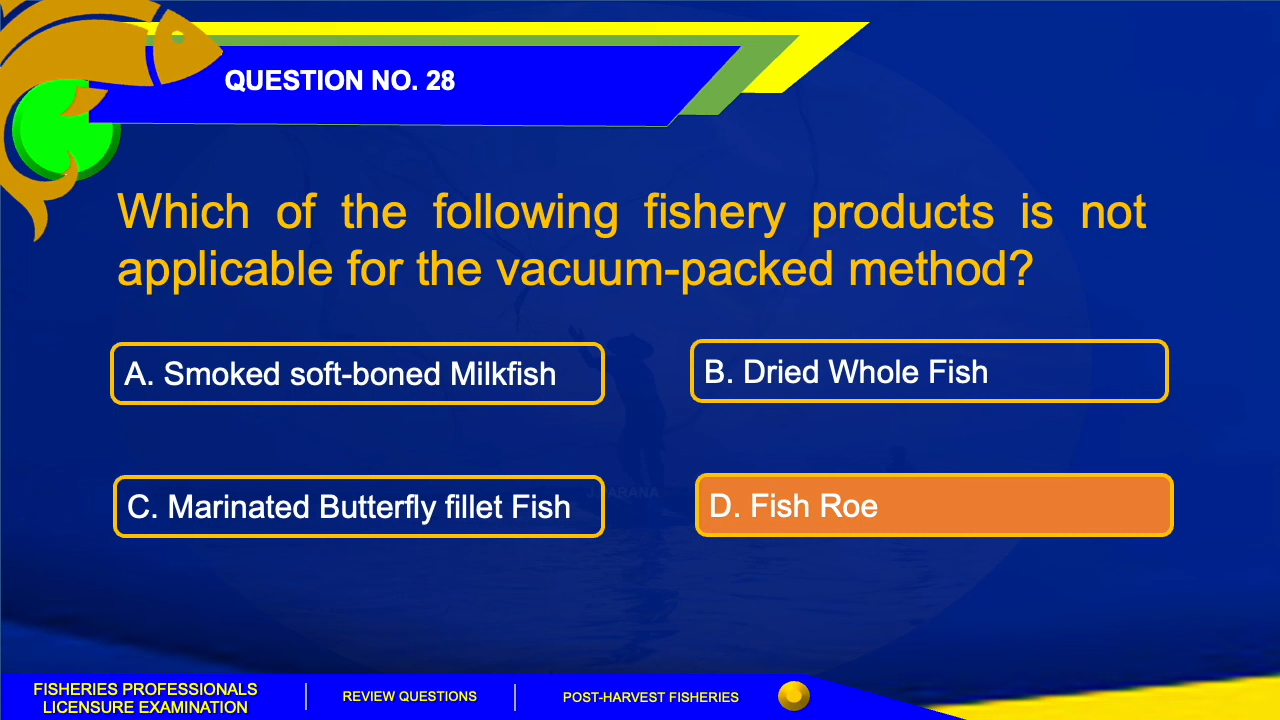 QUESTION NO. 28
Which of the following fishery products is not
applicable for the vacuum-packed method?
A. Smoked soft-boned Milkfish
B. Dried Whole Fish
C. Marinated Butterfly fillet Fish
D. Fish Roe
FISHERIES PROFESSIONALS
LICENSURE EXAMINATION
REVIEW QUESTIONS
POST-HARVEST FISHERIES